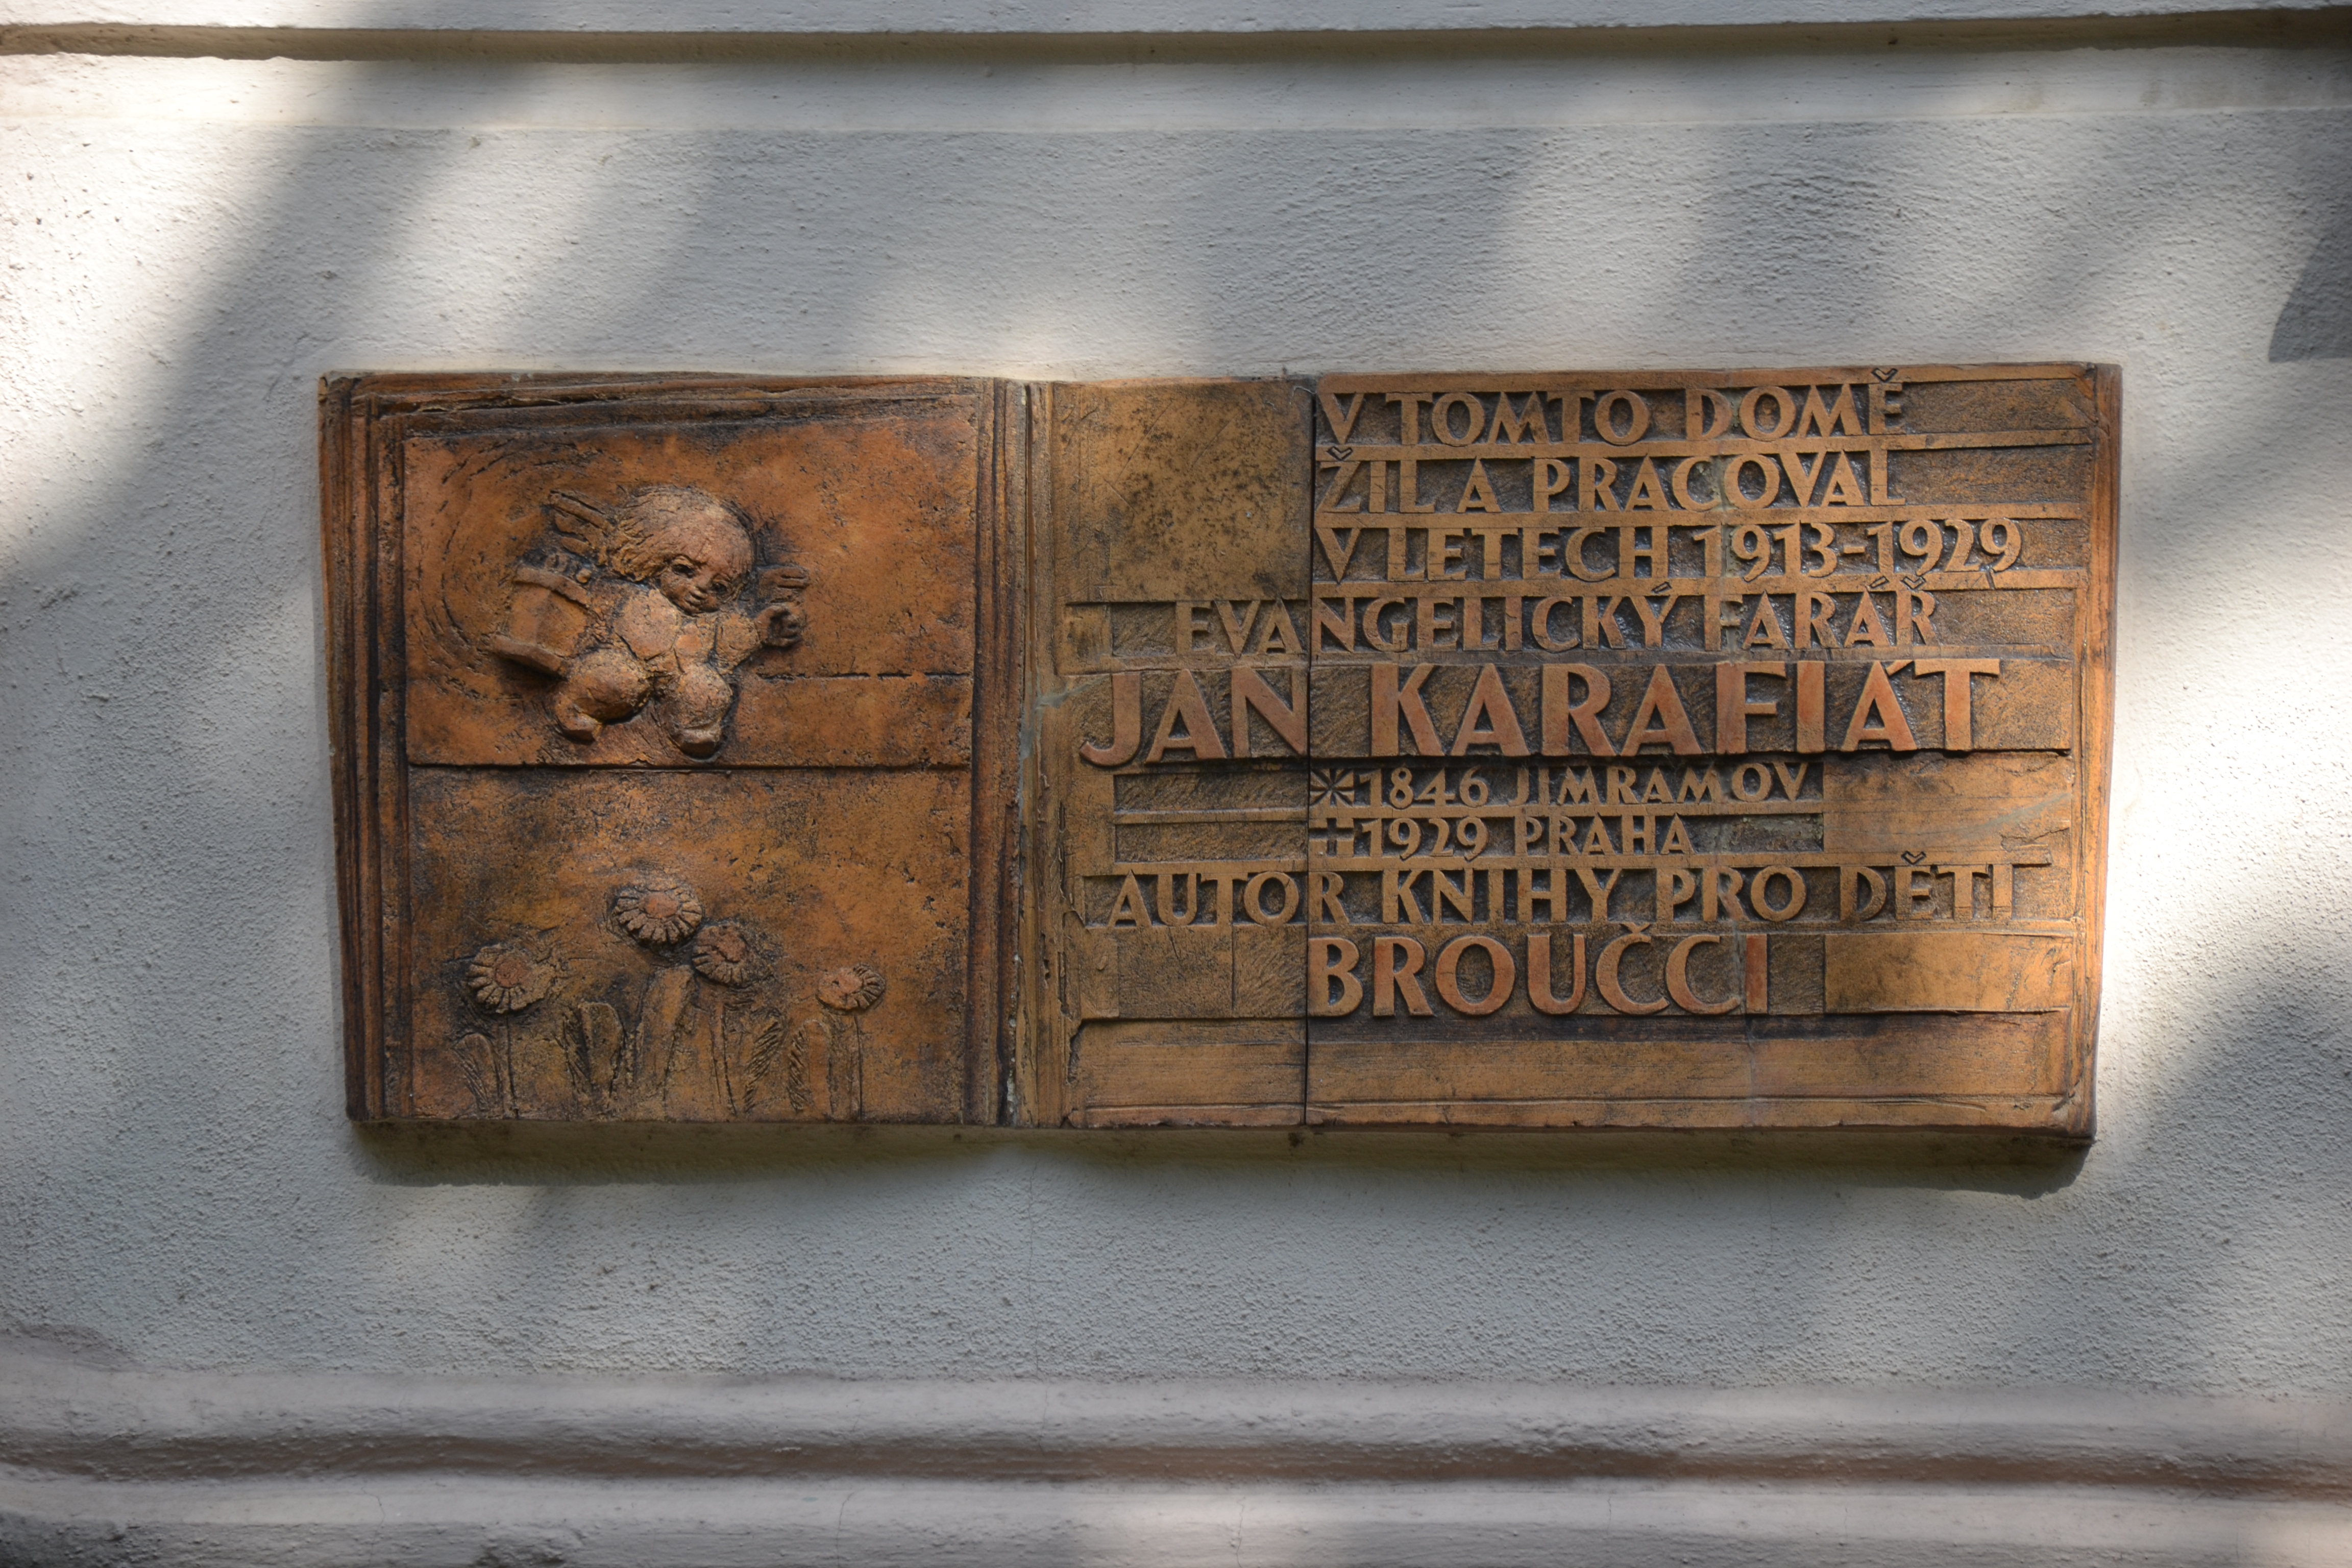 V TOMTO DOMĚ
ŽIL A PRACOVAL
V LETECH 1913-1929
EVANGELICKÝ FARÁŘ
JAN KARAFIÁT
*1846 JIMRAMOV
+1929 PRAHA
AUTOR KNIHY PRO DĚTI
BROUČCI